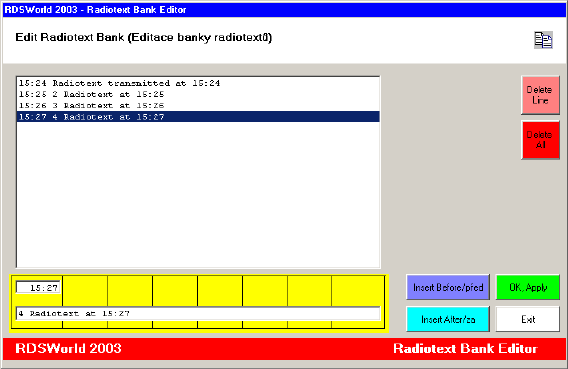 RDSWorld 2003 - Radiotext Bank Editor
Edit Radiotext Bank (Editace banky radiotextů)
15:24 Radiotext transmitted at 15:24
15:25 2 Radiotext at 15:25
15:26 3 Radiotext at 15:26
15:27 4 Radiotext at 15:27
Delete
Line
Delete
All
15:27
4 Radiotext at 15:27
Insert Before/před
OK, Apply
Insert After/za
Exit
RDSWorld 2003
Radiotext Bank Editor